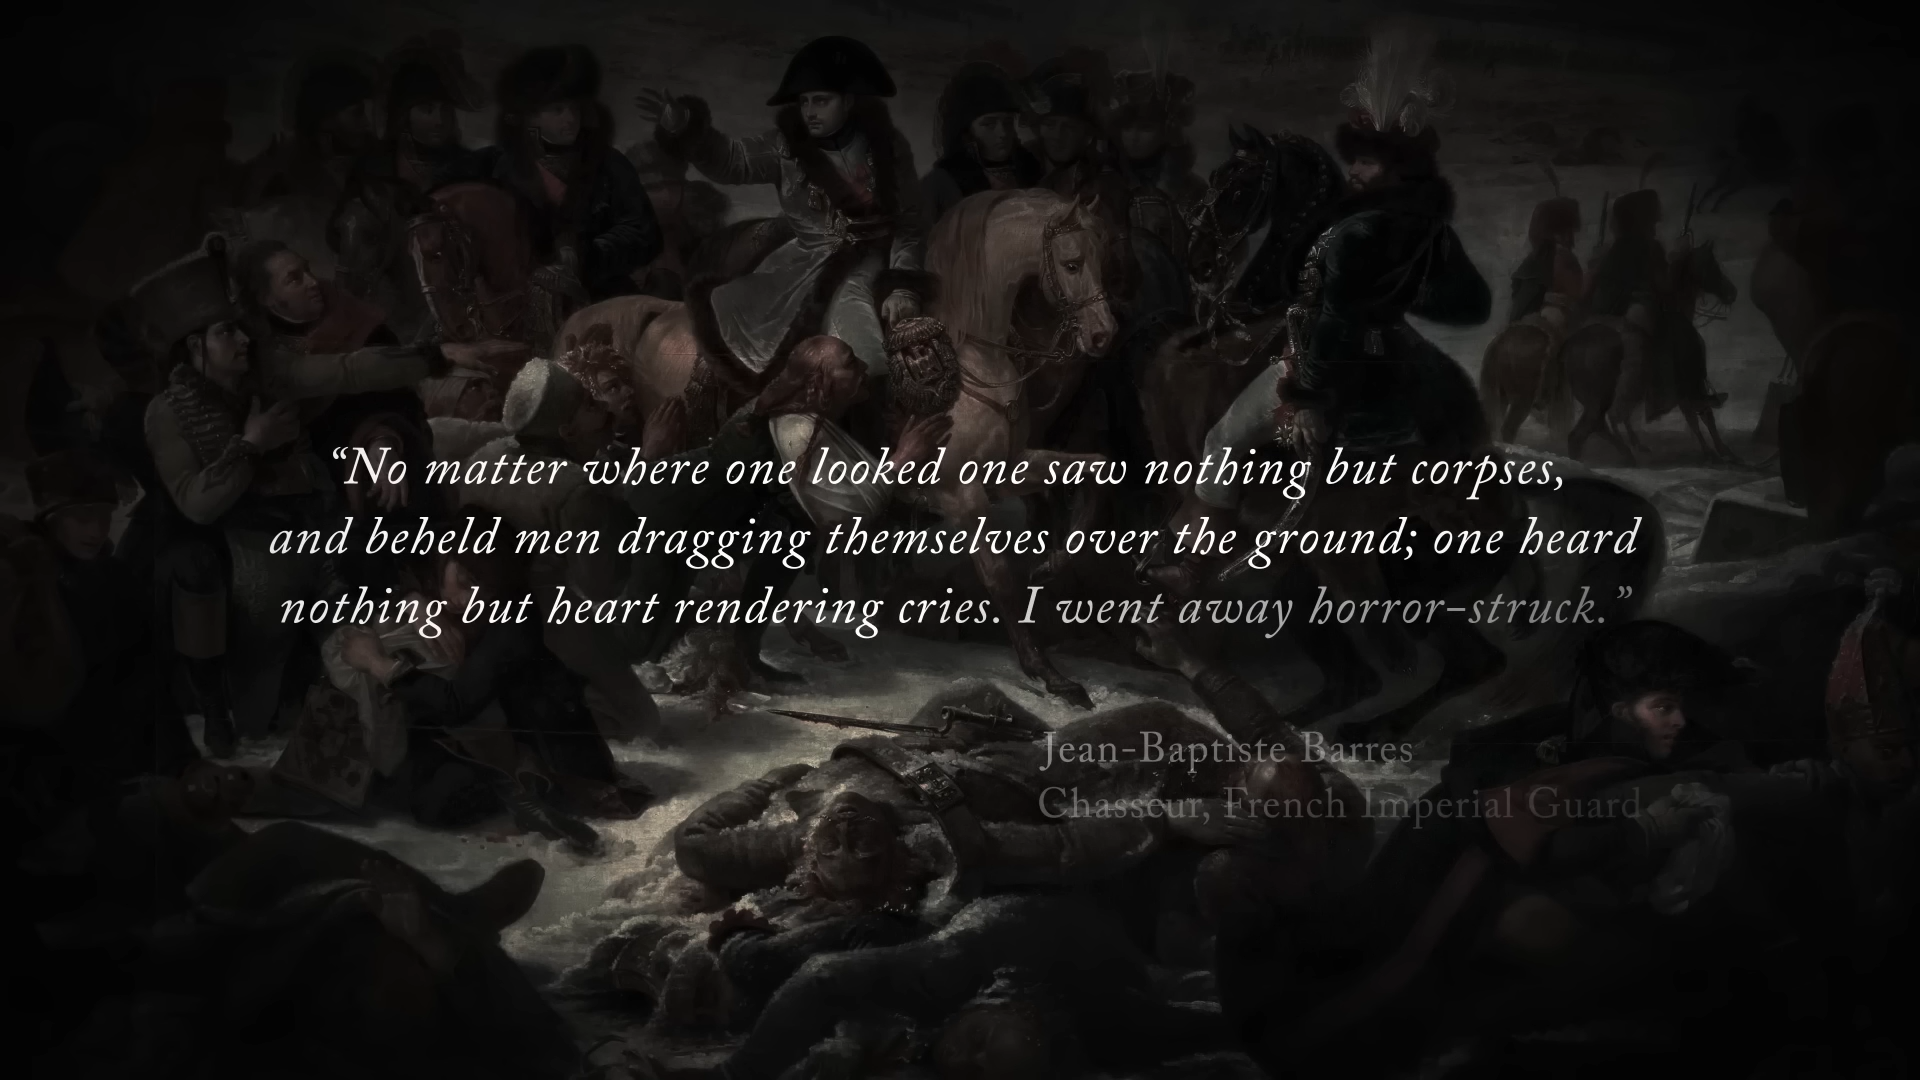 “No matter where one looked one saw nothing but corpses,
and beheld men dragging themselves over the ground; one heard
nothing but heart rendering cries. I went away horror-struck.”
Jean-Baptiste Barres
Chasseur, French Imperial Guard